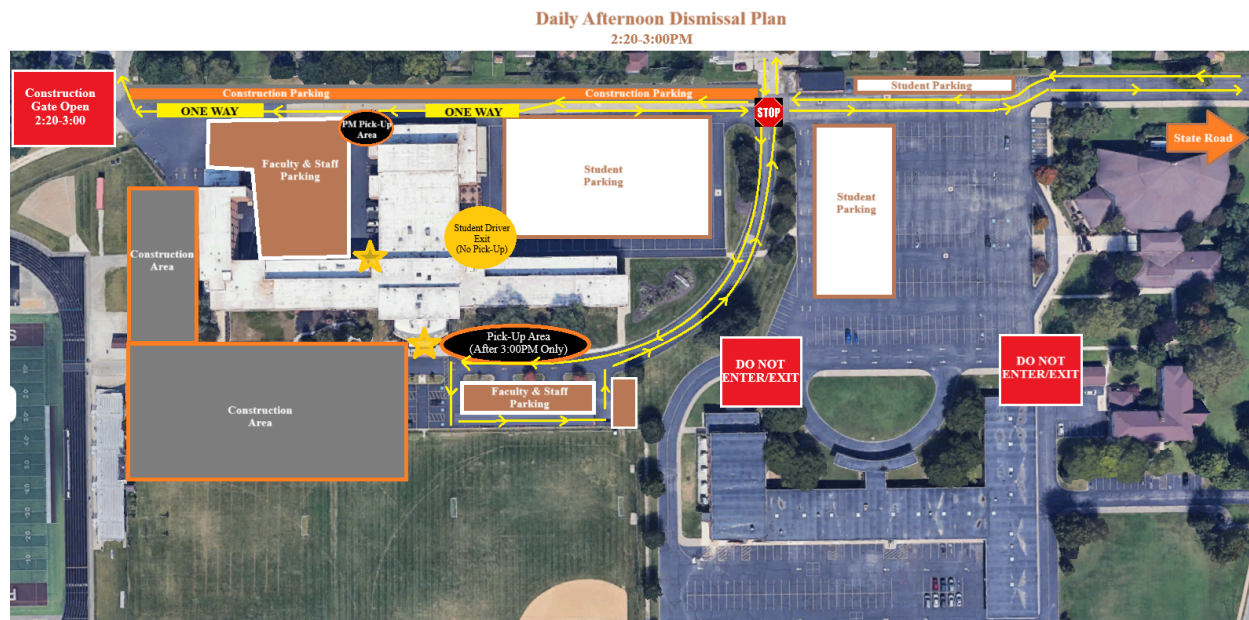 Daily Afternoon Dismissal Plan
2:20-3:00PM
Construction
Gate Open
2:20-3:00
Construction Parking
Construction Parking
Student Parking
ONE WAY
ONE WAY
STOP
PM Pick-Up
Area
State Road
Faculty & Staff
Parking
Student
Parking
Student
Parking
Student Driver
Exit
(No Pick-Up)
Construction
Area
Pick-Up Area
(After 3:00PM Only)
DO NOT
ENTER/EXIT
DO NOT
ENTER/EXIT
Faculty & Staff
Parking
Construction
Area